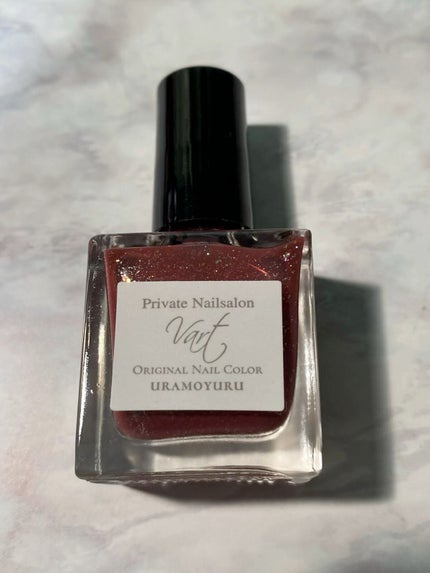 Private Nailsalon
Vart
Original Nail Color
URAMOYURU